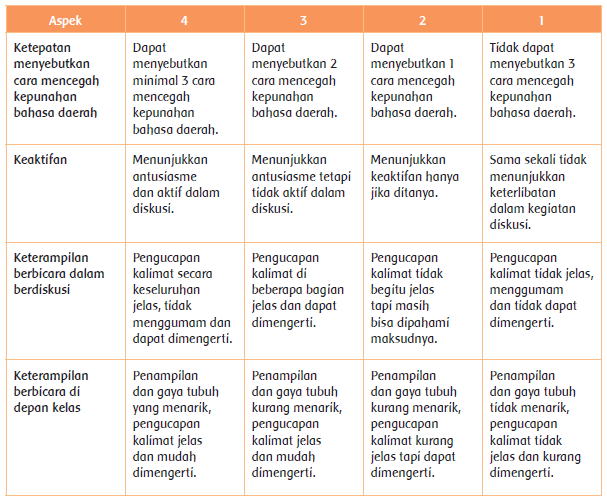 Aspek
4
3
2
1
Ketepatan
menyebutkan
cara mencegah
kepunahan
bahasa daerah
Dapat
menyebutkan
minimal 3 cara
mencegah
kepunahan
bahasa daerah.
Dapat
menyebutkan 2
cara mencegah
kepunahan
bahasa daerah.
Dapat
menyebutkan 1
cara mencegah
kepunahan
bahasa daerah.
Tidak dapat
menyebutkan 3
cara mencegah
kepunahan
bahasa daerah.
Keaktifan
Menunjukkan
antusiasme
dan aktif dalam
diskusi.
Menunjukkan
antusiasme tetapi
tidak aktif dalam
diskusi.
Menunjukkan
keaktifan hanya
jika ditanya.
Sama sekali tidak
menunjukkan
keterlibatan
dalam kegiatan
diskusi.
Keterampilan
berbicara dalam
berdiskusi
Pengucapan
kalimat secara
keseluruhan
jelas, tidak
menggumam dan
dapat dimengerti.
Pengucapan
kalimat di
beberapa bagian
jelas dan dapat
dimengerti.
Pengucapan
kalimat tidak
begitu jelas
tapi masih
bisa dipahami
maksudnya.
Pengucapan
kalimat tidak jelas,
menggumam
dan tidak dapat
dimengerti.
Keterampilan
berbicara di
depan kelas
Penampilan
dan gaya tubuh
yang menarik,
pengucapan
kalimat jelas
dan mudah
dimengerti.
Penampilan
dan gaya tubuh
kurang menarik,
pengucapan
kalimat jelas
dan mudah
dimengerti.
Penampilan
dan gaya tubuh
kurang menarik,
pengucapan
kalimat kurang
jelas tapi dapat
dimengerti.
Penampilan
dan gaya tubuh
tidak menarik,
pengucapan
kalimat tidak
jelas dan kurang
dimengerti.